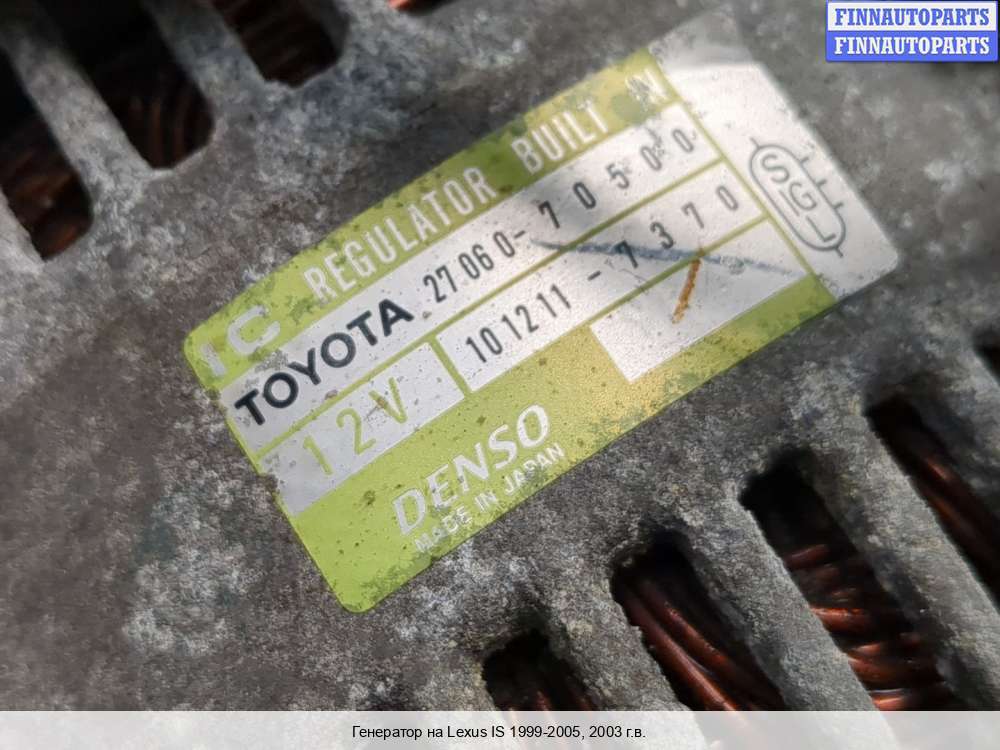 FINNAUTOPARTS
FINNAUTOPARTS
IC REGULATOR BUILT IN
TOYOTA 27060-70500
12V 101211-7370
DENSO
MADE IN JAPAN
SGL
Генератор на Lexus IS 1999-2005, 2003 г.в.